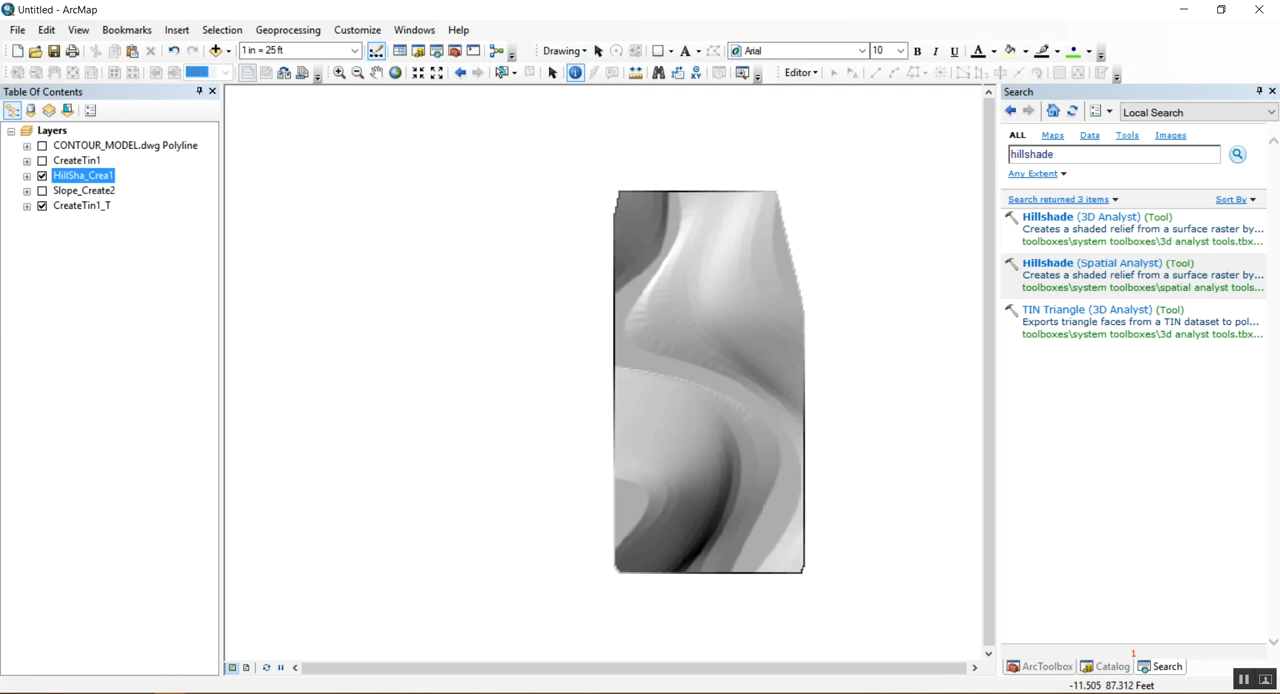 Untitled - ArcMap
File Edit View Bookmarks Insert Selection Geoprocessing Customize Windows Help
1 in = 25 ft Drawing Arial 10 B I U A
Editor
Table Of Contents
Search
Layers
CONTOUR_MODEL.dwg Polyline
CreateTin1
HillSha_Crea1
Slope_Create2
CreateTin1_T
Local Search
ALL Maps Data Tools Images
hillshade
Any Extent
Search returned 3 items Sort By
Hillshade (3D Analyst) (Tool)
Creates a shaded relief from a surface raster by...
toolboxes\system toolboxes\3d analyst tools.tbx...
Hillshade (Spatial Analyst) (Tool)
Creates a shaded relief from a surface raster by...
toolboxes\system toolboxes\spatial analyst tools...
TIN Triangle (3D Analyst) (Tool)
Exports triangle faces from a TIN dataset to pol...
toolboxes\system toolboxes\3d analyst tools.tbx...
1
ArcToolbox Catalog Search
-11.505 87.312 Feet